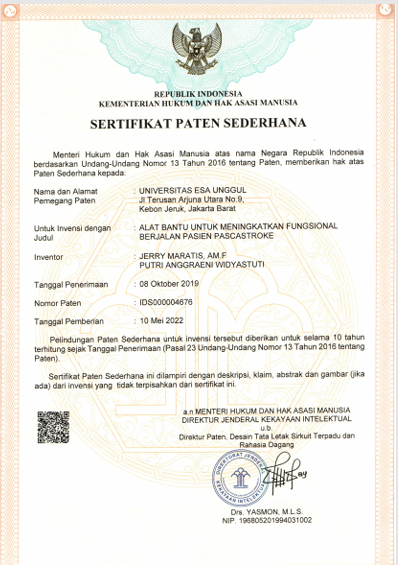 REPUBLIK INDONESIA
KEMENTERIAN HUKUM DAN HAK ASASI MANUSIA
SERTIFIKAT PATEN SEDERHANA
Menteri Hukum dan Hak Asasi Manusia atas nama Negara Republik Indonesia
berdasarkan Undang-Undang Nomor 13 Tahun 2016 tentang Paten, memberikan hak atas
Paten Sederhana kepada:
Nama dan Alamat : UNIVERSITAS ESA UNGGUL
Pemegang Paten Jl Terusan Arjuna Utara No.9,
Kebon Jeruk, Jakarta Barat
Untuk Invensi dengan : ALAT BANTU UNTUK MENINGKATKAN FUNGSIONAL
Judul BERJALAN PASIEN PASCASTROKE
Inventor : JERRY MARATIS, AM.F
PUTRI ANGGRAENI WIDYASTUTI
Tanggal Penerimaan : 08 Oktober 2019
Nomor Paten : IDS000004676
Tanggal Pemberian : 10 Mei 2022
Pelindungan Paten Sederhana untuk invensi tersebut diberikan untuk selama 10 tahun
terhitung sejak Tanggal Penerimaan (Pasal 23 Undang-Undang Nomor 13 Tahun 2016 tentang
Paten).
Sertifikat Paten Sederhana ini dilampiri dengan deskripsi, klaim, abstrak dan gambar (jika
ada) dari invensi yang tidak terpisahkan dari sertifikat ini.
a.n MENTERI HUKUM DAN HAK ASASI MANUSIA
DIREKTUR JENDERAL KEKAYAAN INTELEKTUAL
u.b.
Direktur Paten, Desain Tata Letak Sirkuit Terpadu dan
Rahasia Dagang
DIREKTORAT JENDERAL
KEKAYAAN INTELEKTUAL
Drs. YASMON, M.L.S.
NIP. 196805201994031002